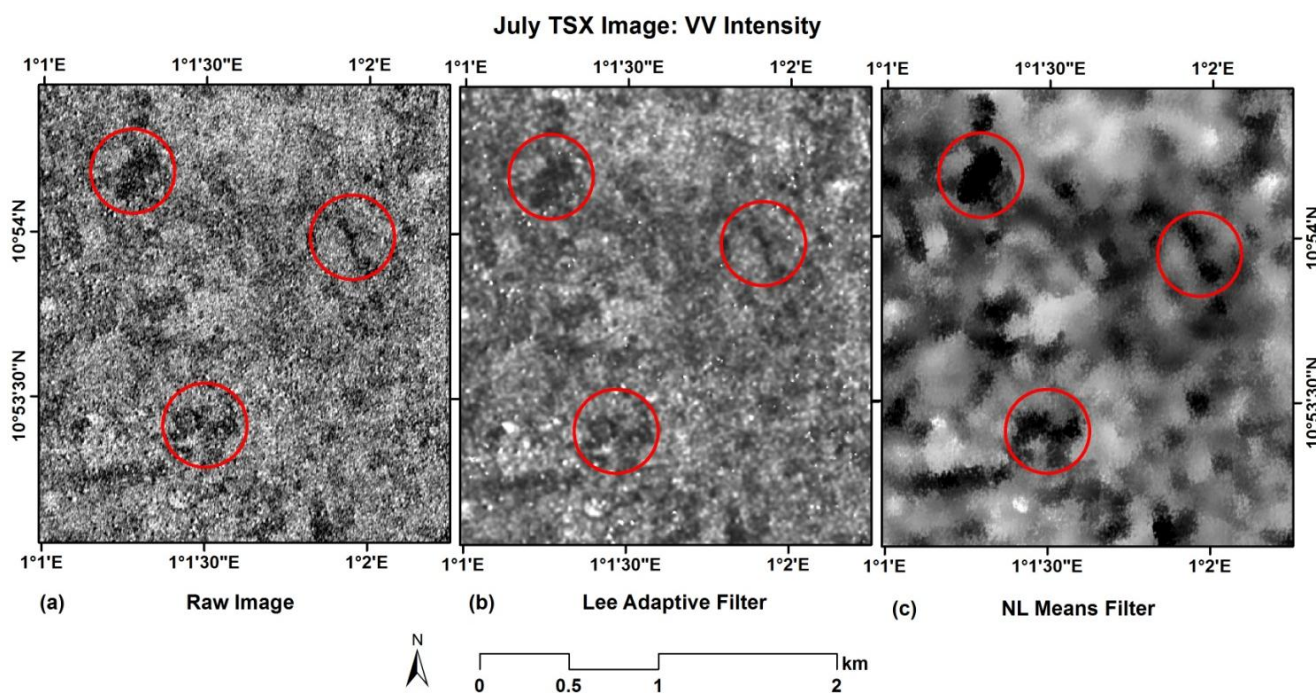 July TSX Image: VV Intensity
1°1'E 1°1'30"E 1°2'E 1°1'E 1°1'30"E 1°2'E 1°1'E 1°1'30"E 1°2'E
10°54'N 10°54'N
10°53'30"N 10°53'30"N
1°1'E 1°1'30"E 1°2'E 1°1'E 1°1'30"E 1°2'E 1°1'E 1°1'30"E 1°2'E
(a) Raw Image (b) Lee Adaptive Filter (c) NL Means Filter
N
km
0 0.5 1 2